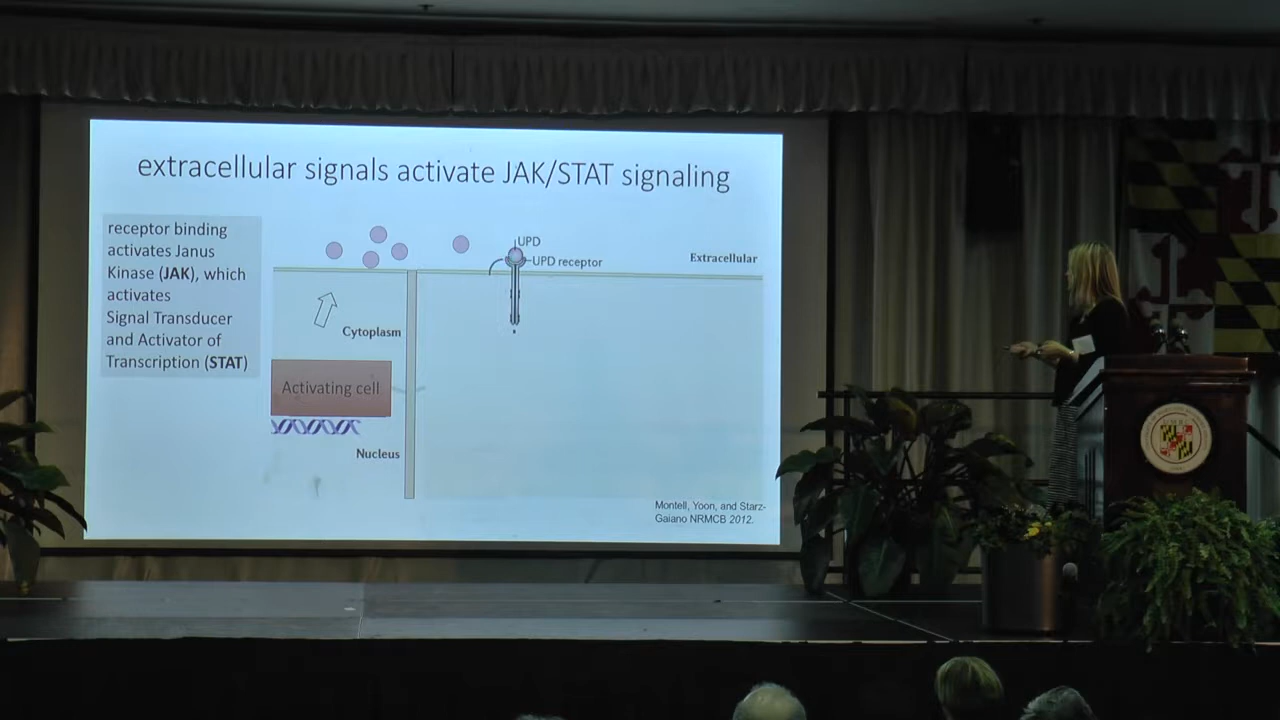 extracellular signals activate JAK/STAT signaling
receptor binding
activates Janus
Kinase (JAK), which
activates
Signal Transducer
and Activator of
Transcription (STAT)
UPD
UPD receptor
Extracellular
Cytoplasm
Activating cell
Nucleus
Montell, Yoon, and Starz-
Gaiano NRMCB 2012.